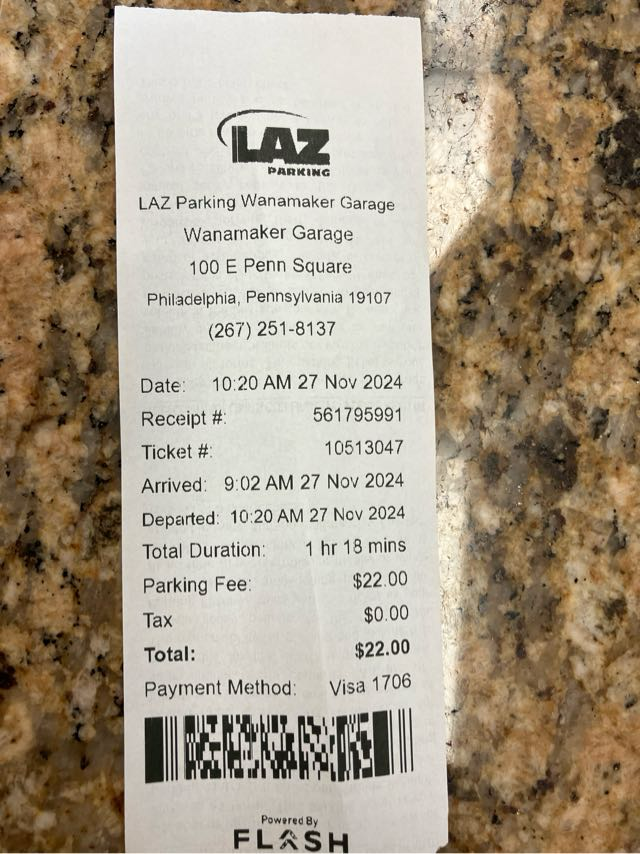 LAZ
PARKING
LAZ Parking Wanamaker Garage
Wanamaker Garage
100 E Penn Square
Philadelphia, Pennsylvania 19107
(267) 251-8137
Date: 10:20 AM 27 Nov 2024
Receipt #: 561795991
Ticket #: 10513047
Arrived: 9:02 AM 27 Nov 2024
Departed: 10:20 AM 27 Nov 2024
Total Duration: 1 hr 18 mins
Parking Fee: $22.00
Tax $0.00
Total: $22.00
Payment Method: Visa 1706
Powered By
FLASH